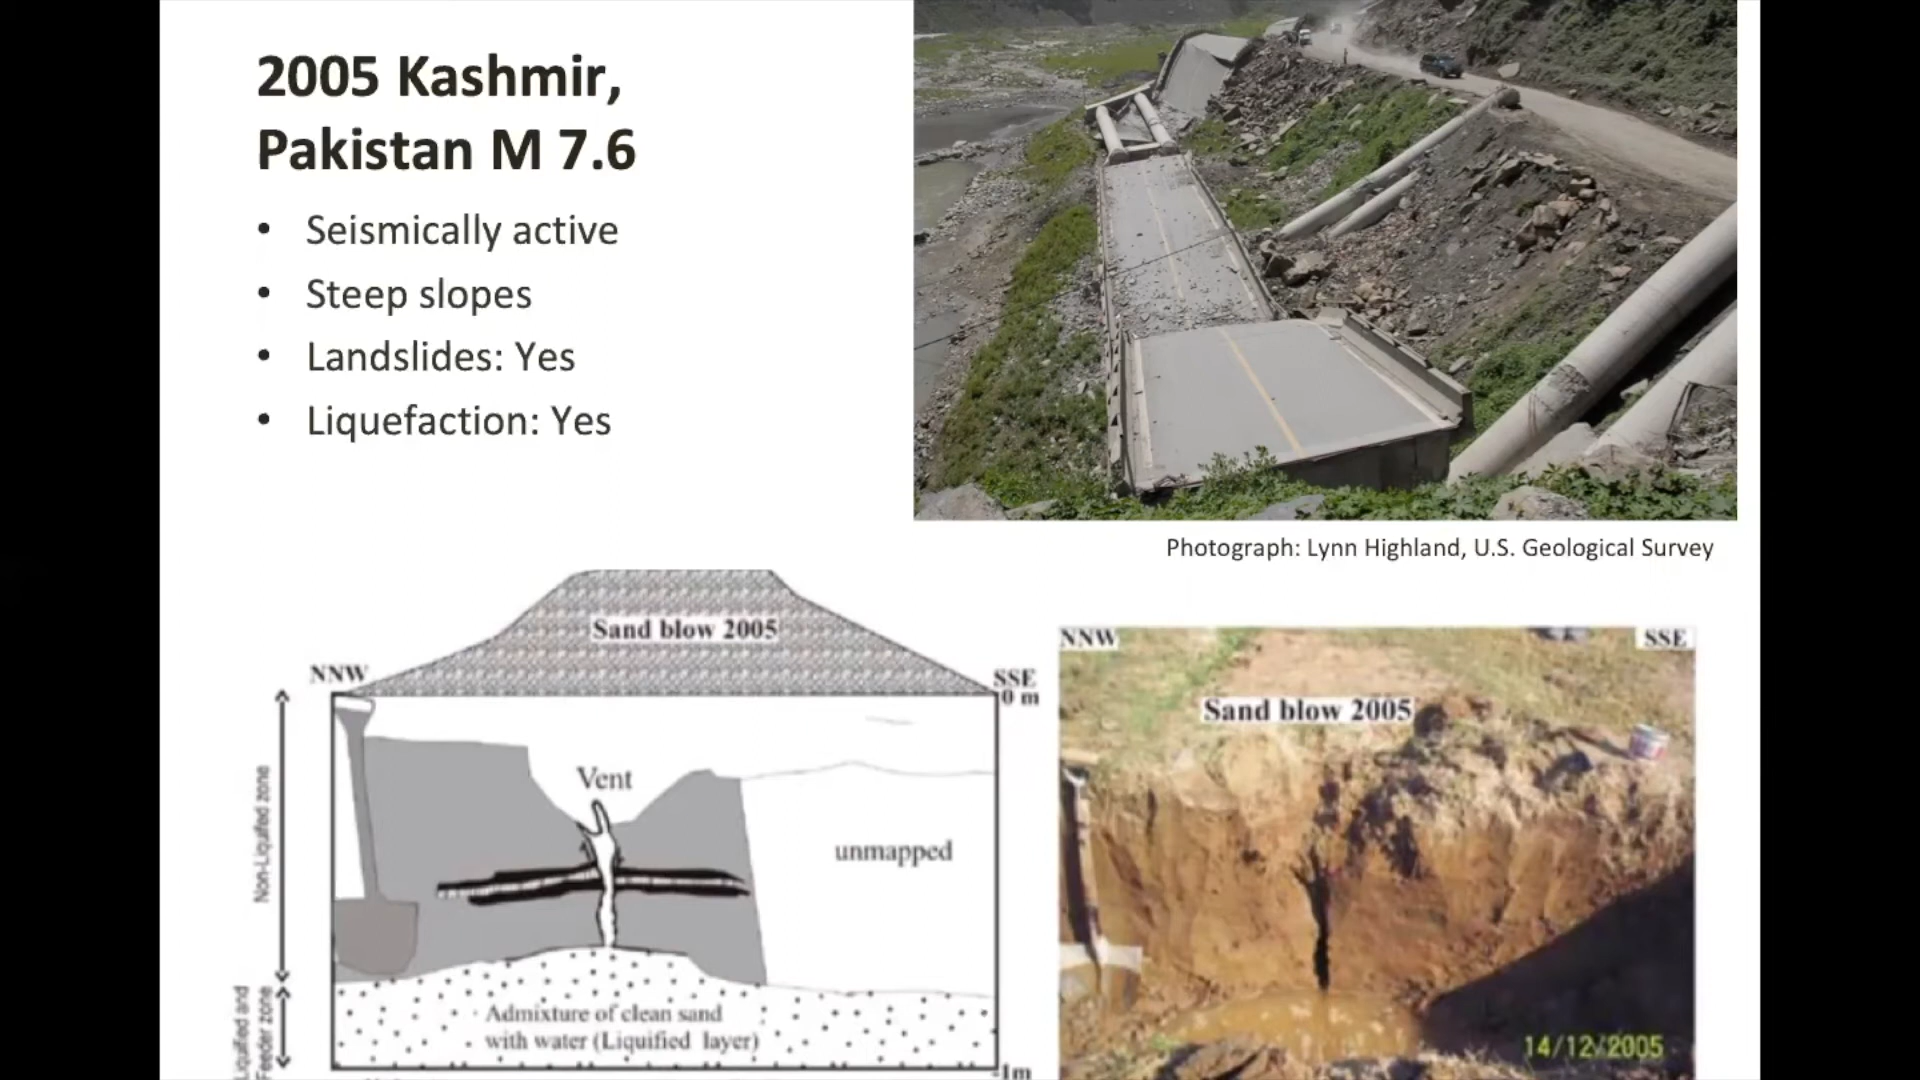 2005 Kashmir,
Pakistan M 7.6
• Seismically active
• Steep slopes
• Landslides: Yes
• Liquefaction: Yes
Photograph: Lynn Highland, U.S. Geological Survey
Sand blow 2005
NNW
SSE
0 m
Vent
unmapped
Non-Liquified zone
Admixture of clean sand
with water (Liquified layer)
Liquified and
Feeder zone
-1m
NNW
SSE
Sand blow 2005
14/12/2005